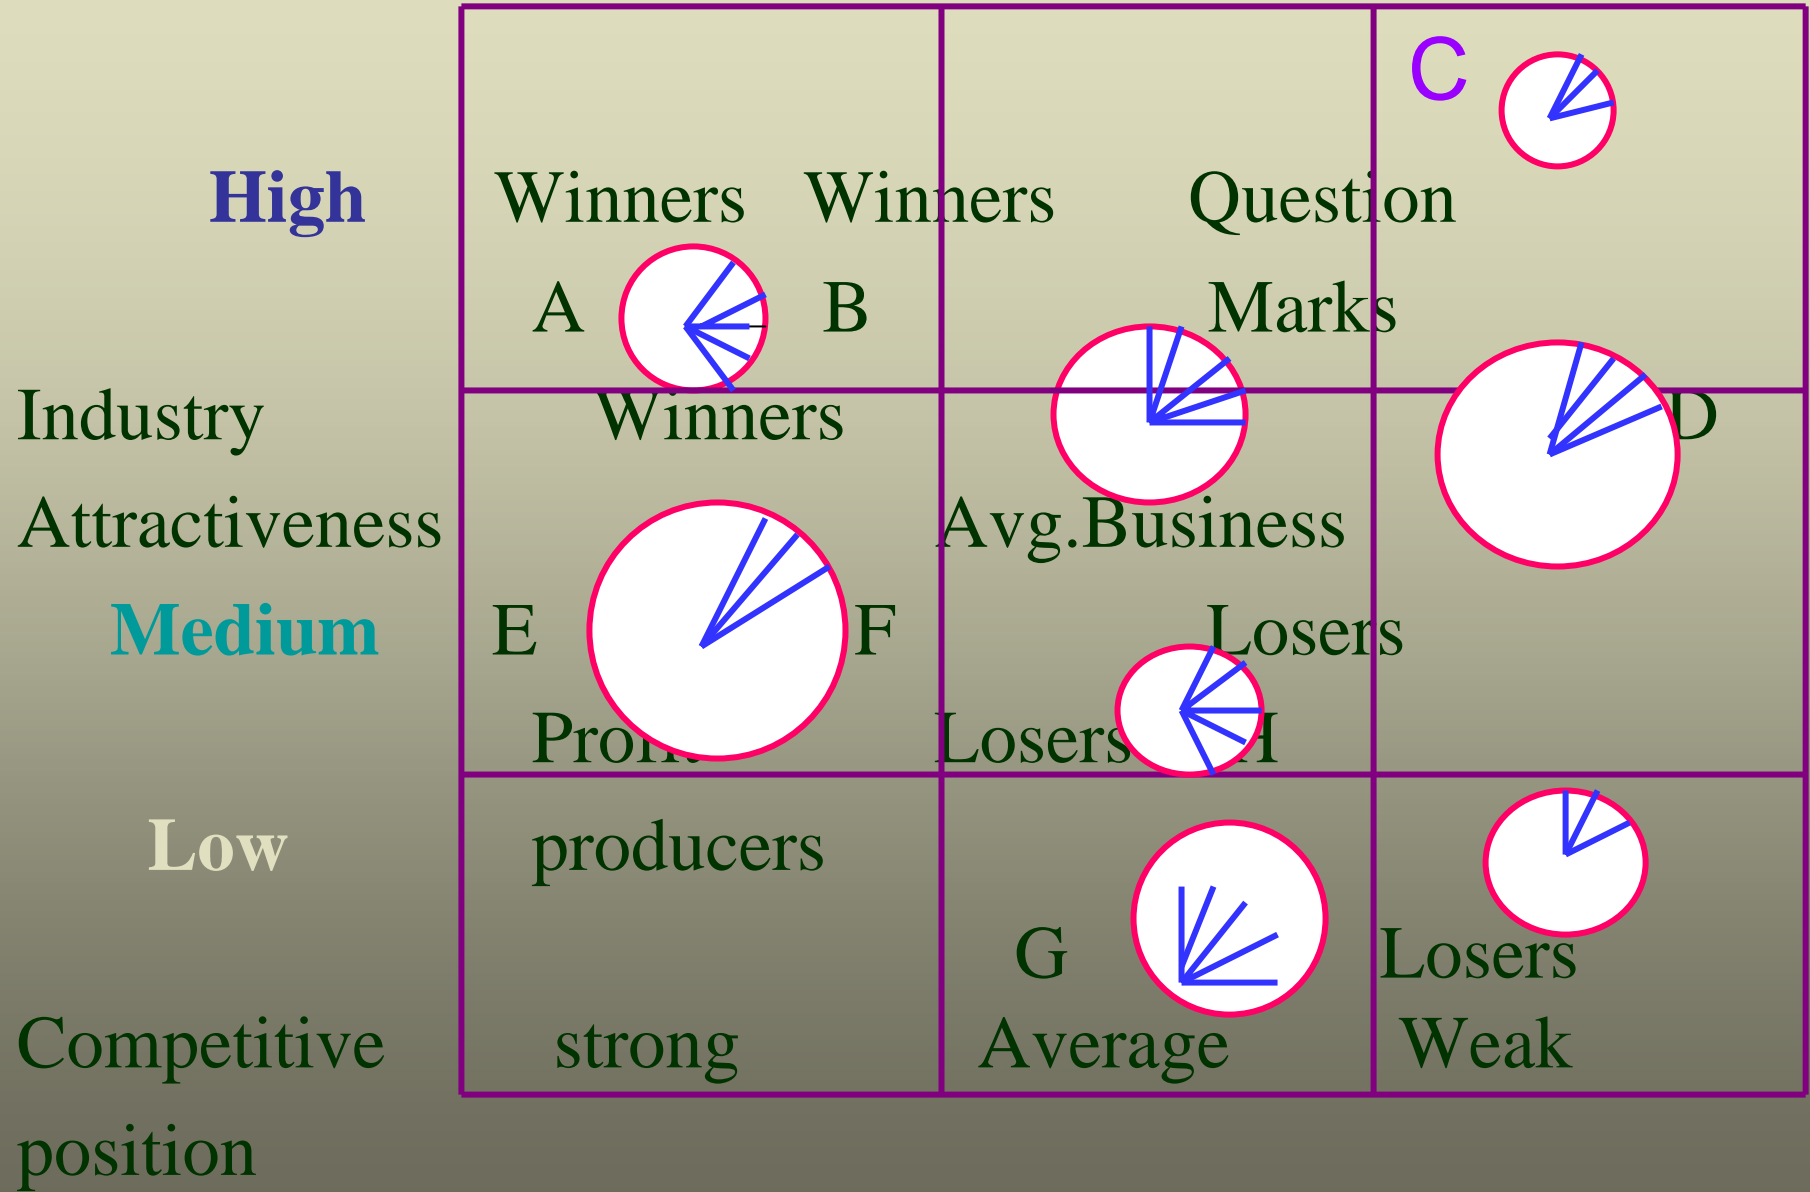 C
High Winners Winners Question
A B Marks
Industry Winners D
Attractiveness Avg.Business
Medium E F Losers
Losers H
Low producers
G Losers
Competitive strong Average Weak
position